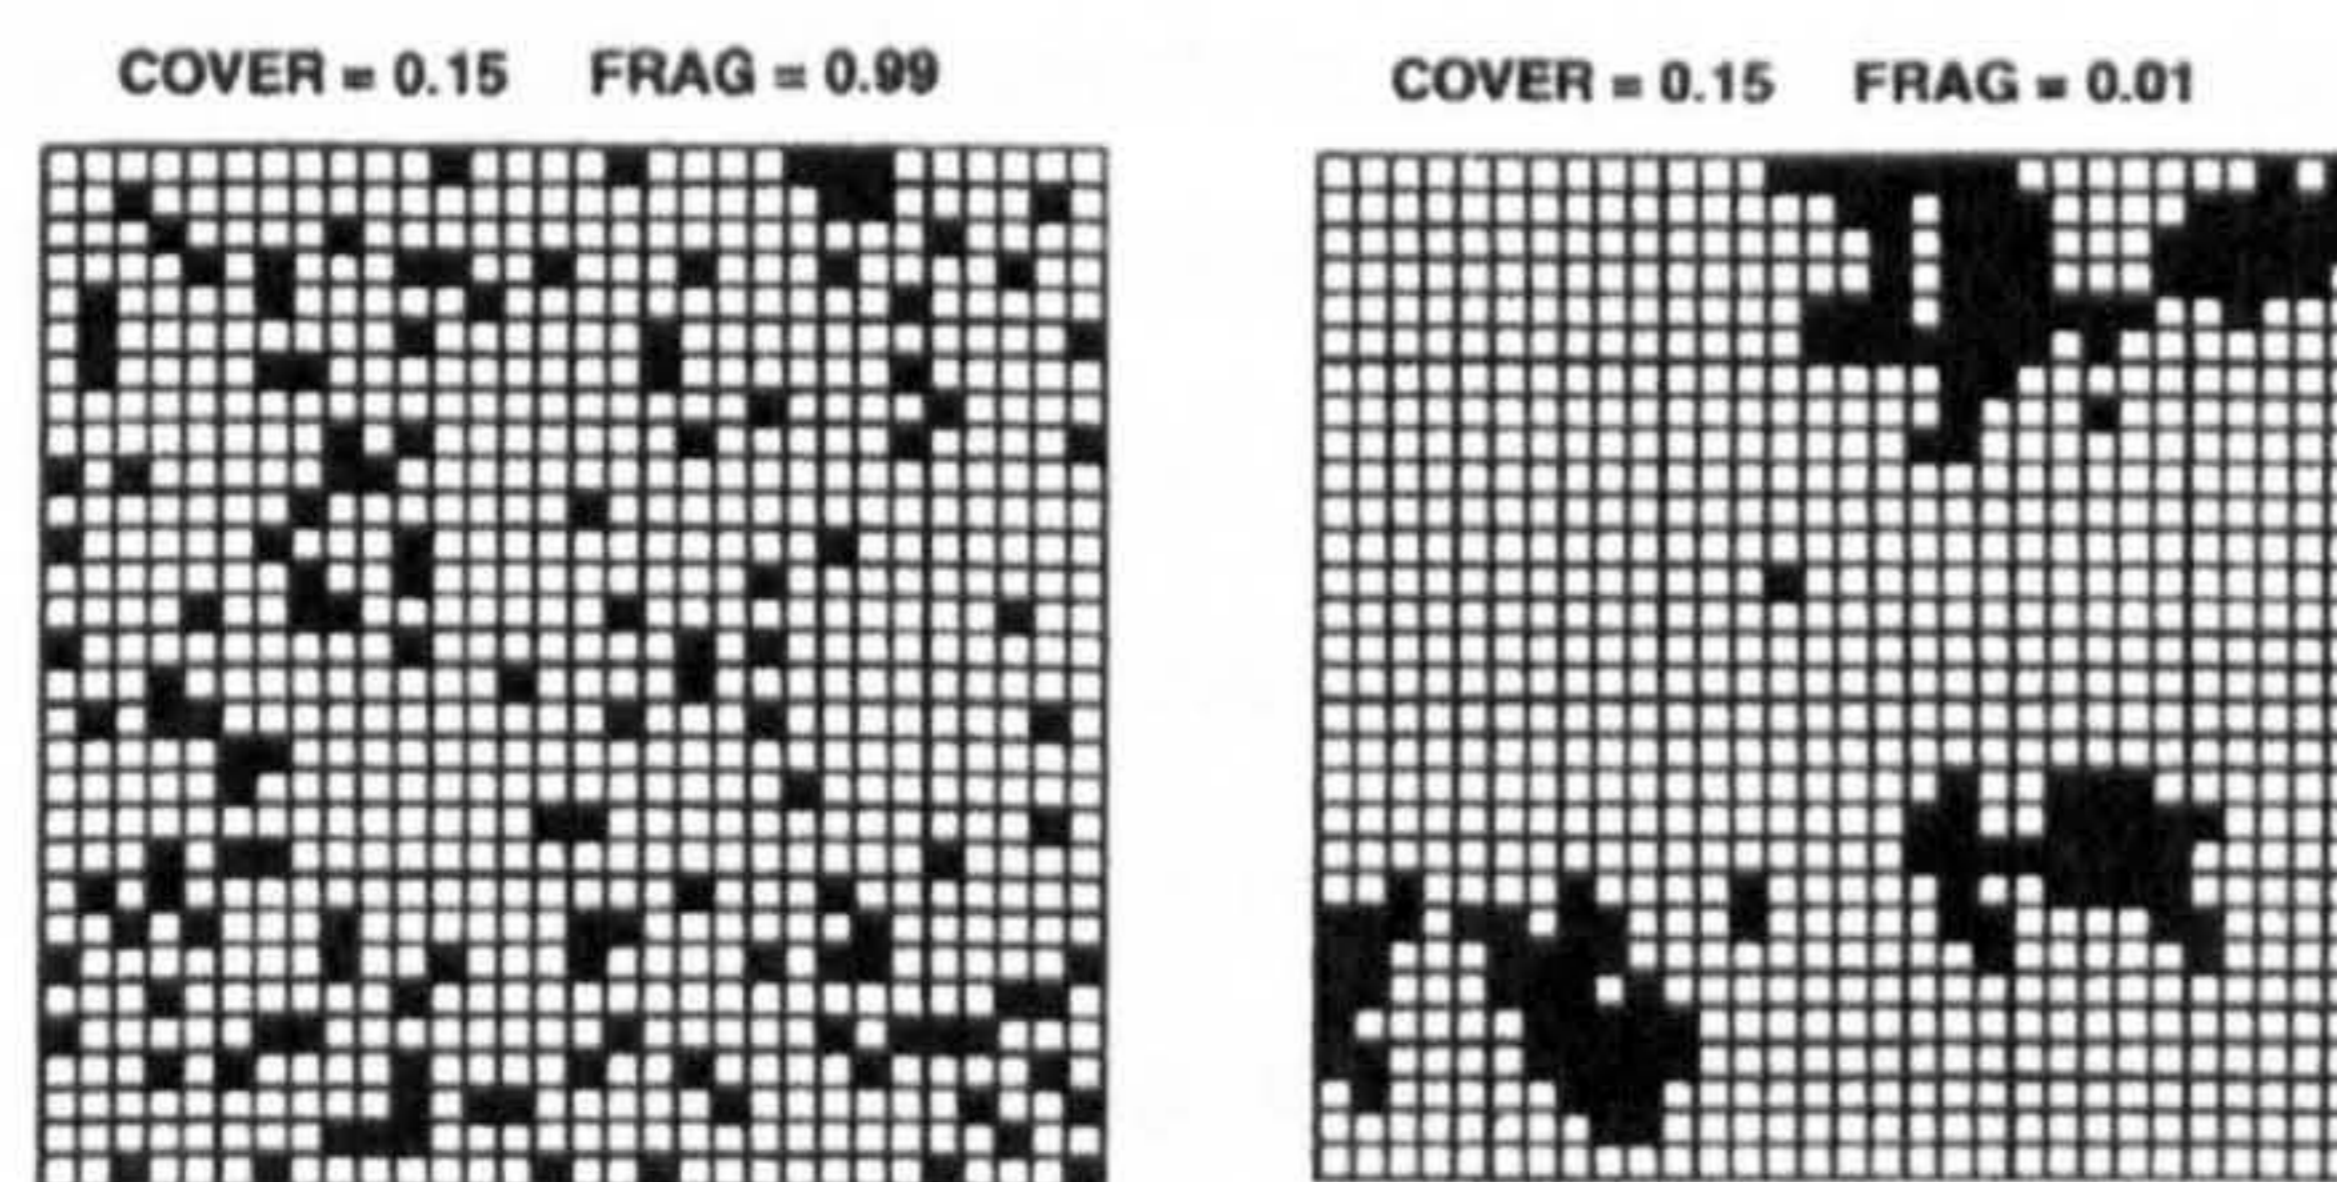 COVER = 0.15 FRAG = 0.99
COVER = 0.15 FRAG = 0.01